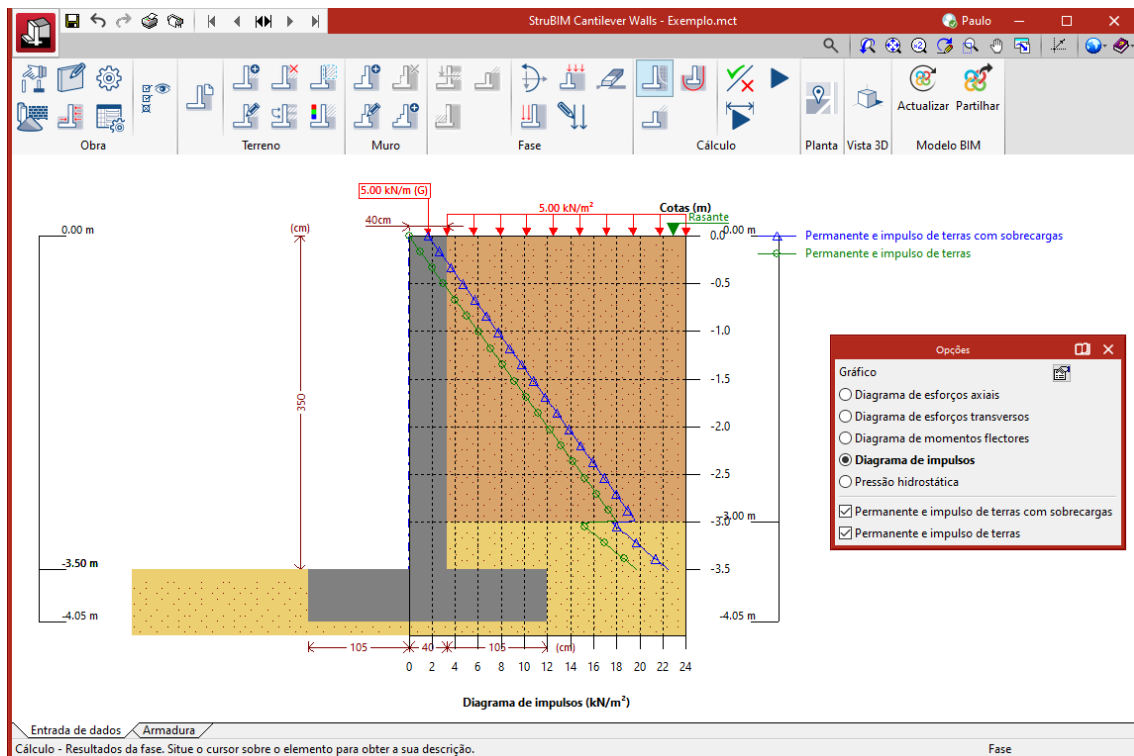 StruBIM Cantilever Walls - Exemplo.mct
Paulo
Actualizar Partilhar
Obra
Terreno
Muro
Fase
Cálculo
Planta
Vista 3D
Modelo BIM
5.00 kN/m (G)
5.00 kN/m²
Cotas (m)
Rasante
40cm
(cm)
0.00 m
0.0
0.00 m
Permanente e impulso de terras com sobrecargas
Permanente e impulso de terras
-0.5
-1.0
-1.5
-2.0
-2.5
-3.0
-3.00 m
-3.5
350
-3.50 m
-4.05 m
-4.05 m
105
40
105
(cm)
0 2 4 6 8 10 12 14 16 18 20 22 24
Diagrama de impulsos (kN/m²)
Opções
Gráfico
Diagrama de esforços axiais
Diagrama de esforços transversos
Diagrama de momentos flectores
Diagrama de impulsos
Pressão hidrostática
Permanente e impulso de terras com sobrecargas
Permanente e impulso de terras
Entrada de dados
Armadura
Cálculo - Resultados da fase. Situe o cursor sobre o elemento para obter a sua descrição.
Fase